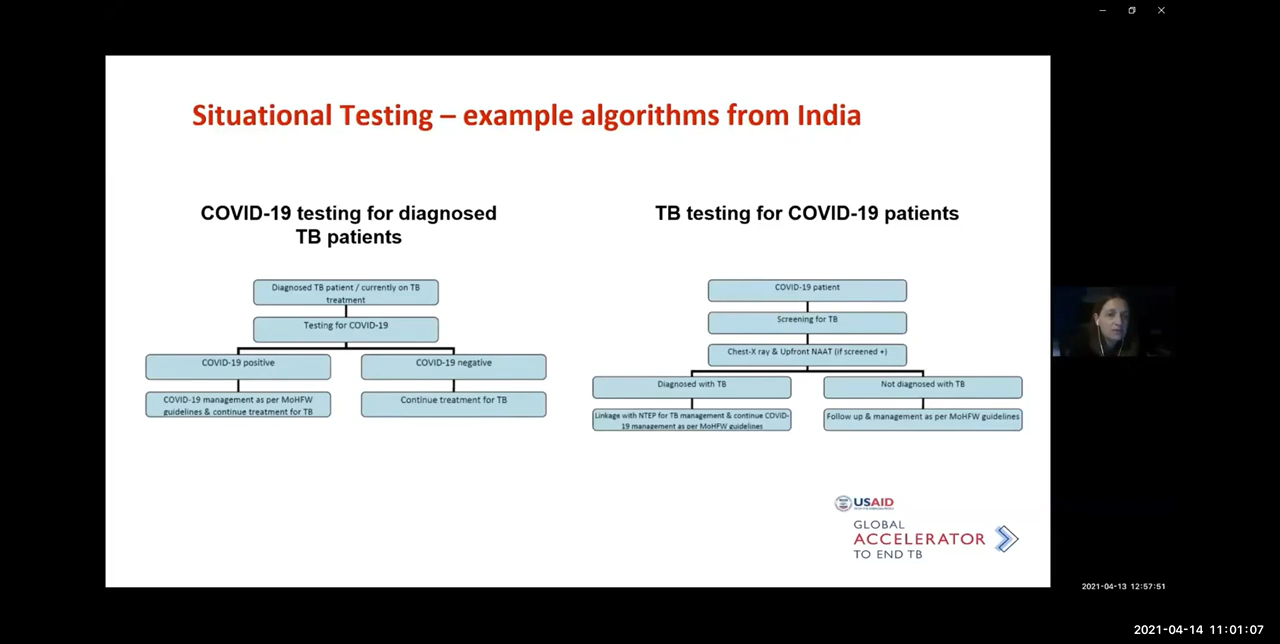 Situational Testing – example algorithms from India
COVID-19 testing for diagnosed
TB patients
Diagnosed TB patient / currently on TB
treatment
Testing for COVID-19
COVID-19 positive
COVID-19 negative
COVID-19 management as per MoHFW
guidelines & continue treatment for TB
Continue treatment for TB
TB testing for COVID-19 patients
COVID-19 patient
Screening for TB
Chest-X ray & Upfront NAAT (if screened +)
Diagnosed with TB
Not diagnosed with TB
Linkage with NTEP for TB management & continue COVID-
19 management as per MoHFW guidelines
Follow up & management as per MoHFW guidelines
USAID
GLOBAL
ACCELERATOR
TO END TB
2021-04-13 12:57:51
2021-04-14 11:01:07